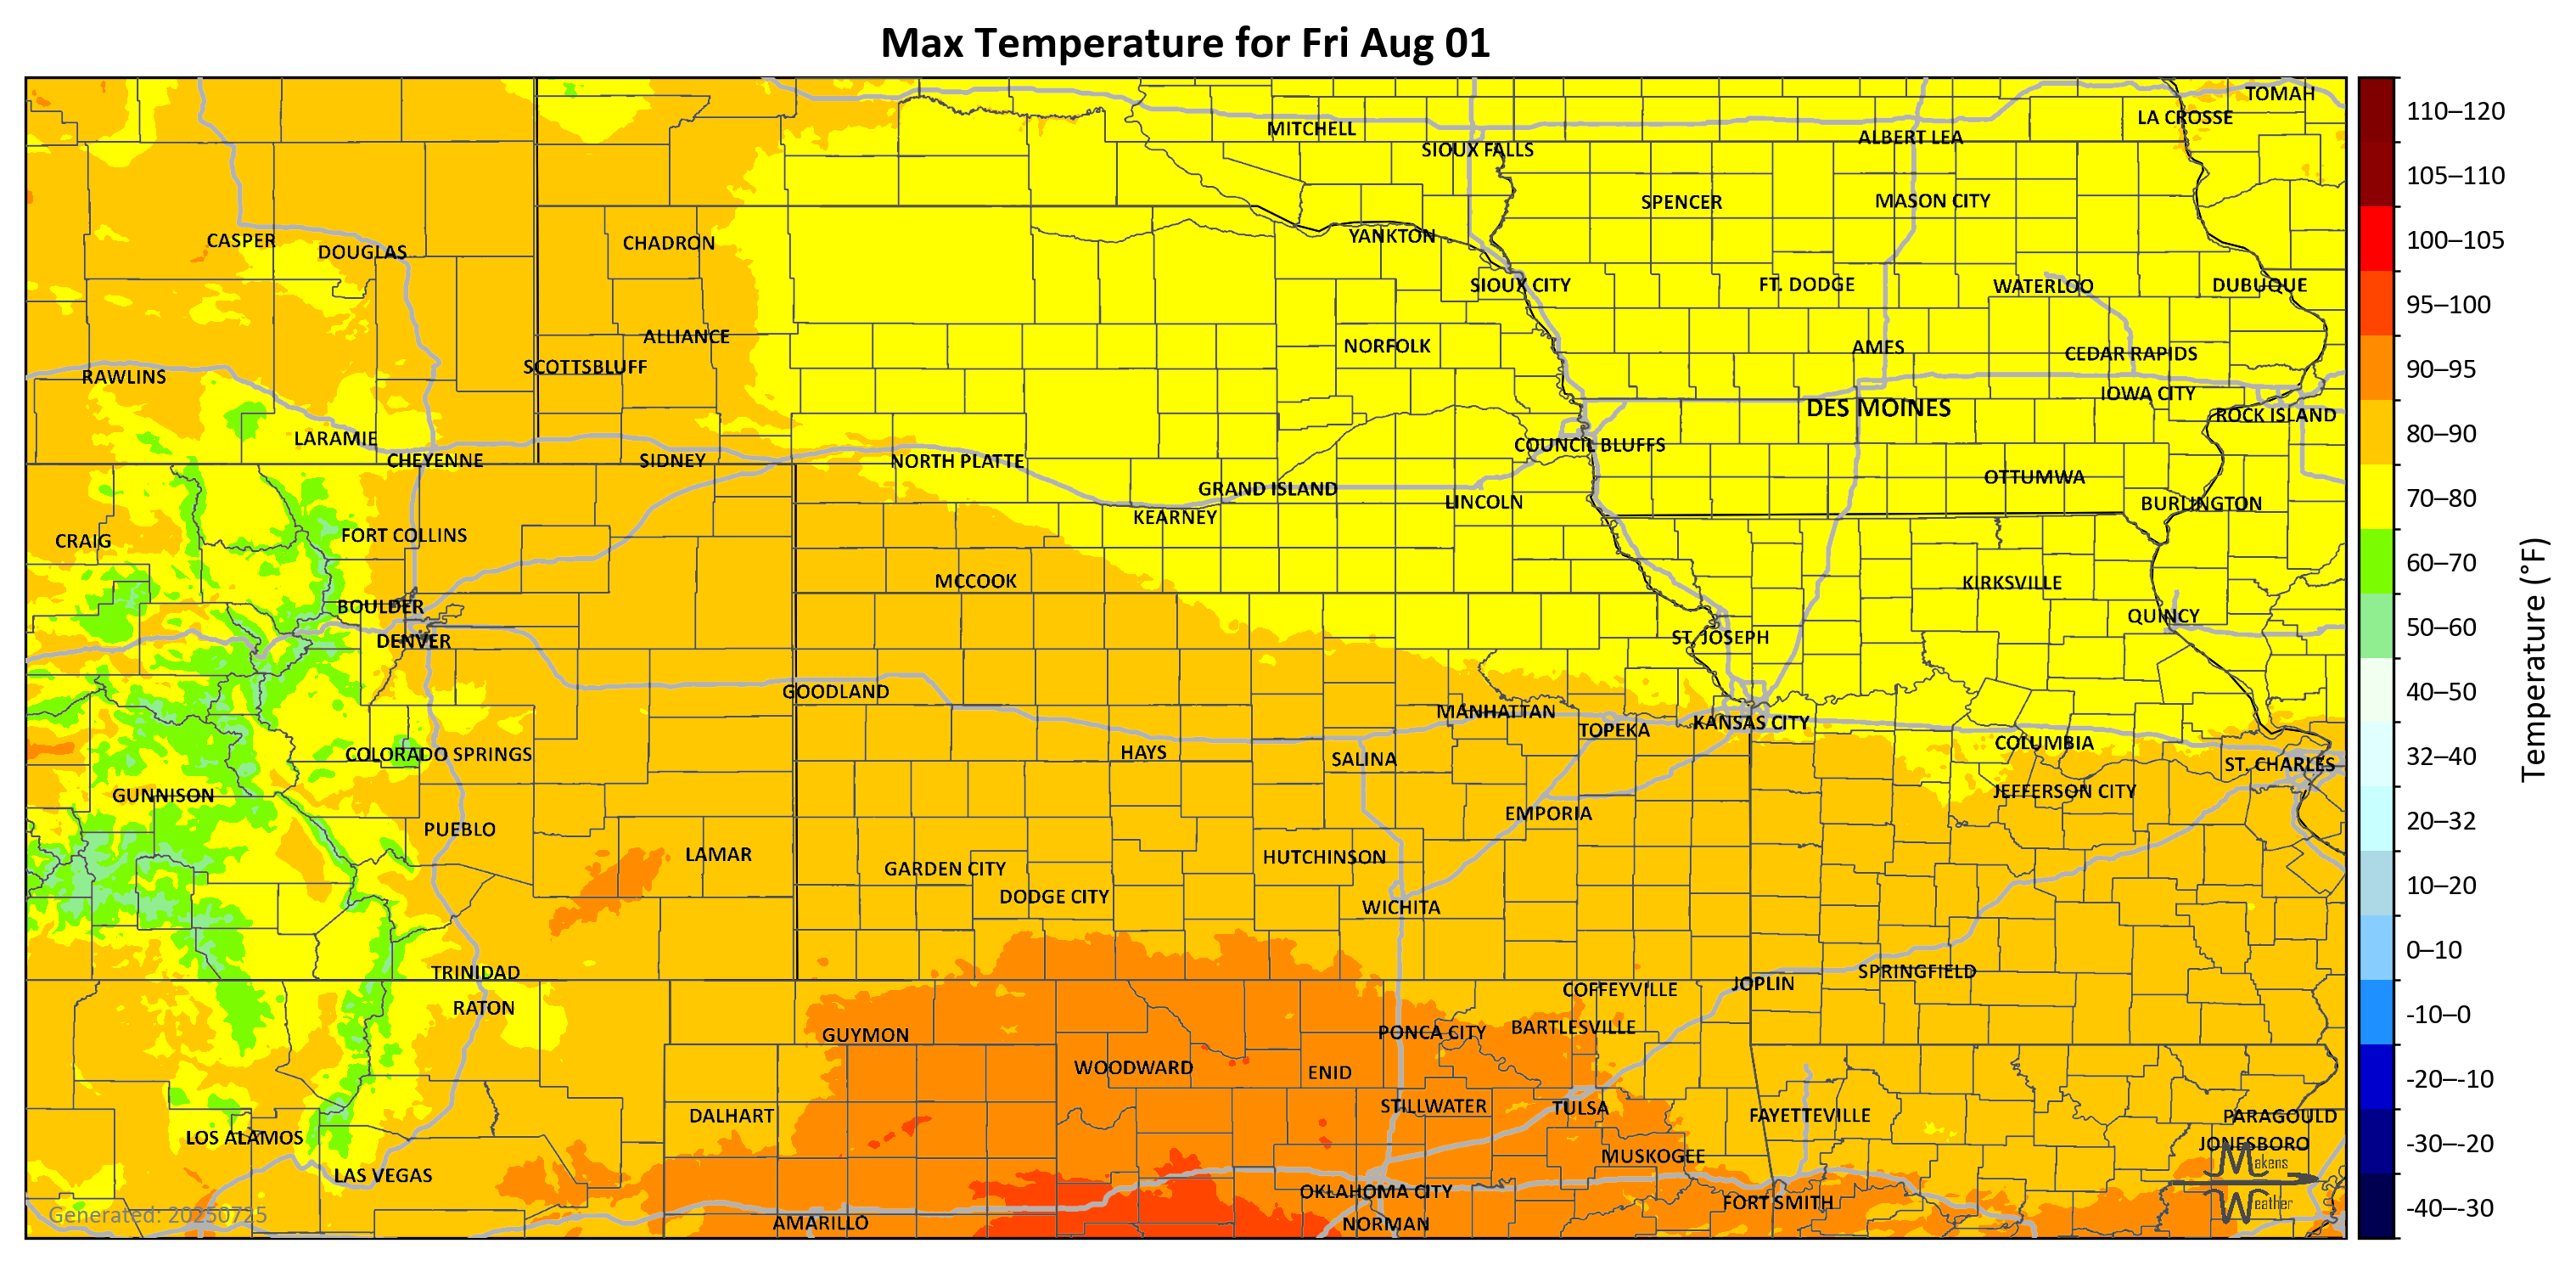 Max Temperature for Fri Aug 01
TOMAH
LA CROSSE
MITCHELL
ALBERT LEA
SIOUX FALLS
SPENCER
MASON CITY
CASPER
DOUGLAS
CHADRON
YANKTON
SIOUX CITY
FT. DODGE
WATERLOO
DUBUQUE
ALLIANCE
NORFOLK
AMES
CEDAR RAPIDS
SCOTTSBLUFF
RAWLINS
IOWA CITY
DES MOINES
ROCK ISLAND
LARAMIE
COUNCIL BLUFFS
CHEYENNE
SIDNEY
NORTH PLATTE
OTTUMWA
GRAND ISLAND
LINCOLN
BURLINGTON
KEARNEY
FORT COLLINS
CRAIG
MCCOOK
KIRKSVILLE
BOULDER
QUINCY
DENVER
ST. JOSEPH
GOODLAND
MANHATTAN
TOPEKA
KANSAS CITY
COLUMBIA
COLORADO SPRINGS
HAYS
SALINA
ST. CHARLES
GUNNISON
JEFFERSON CITY
EMPORIA
PUEBLO
LAMAR
HUTCHINSON
GARDEN CITY
DODGE CITY
WICHITA
TRINIDAD
SPRINGFIELD
JOPLIN
COFFEYVILLE
RATON
GUYMON
PONCA CITY
BARTLESVILLE
WOODWARD
ENID
STILLWATER
TULSA
DALHART
FAYETTEVILLE
PARAGOULD
LOS ALAMOS
JONESBORO
MUSKOGEE
LAS VEGAS
OKLAHOMA CITY
FORT SMITH
AMARILLO
NORMAN
Generated: 20250725
Makens
Weather
110–120
105–110
100–105
95–100
90–95
80–90
70–80
60–70
50–60
40–50
32–40
20–32
10–20
0–10
-10–0
-20–-10
-30–-20
-40–-30
Temperature (°F)